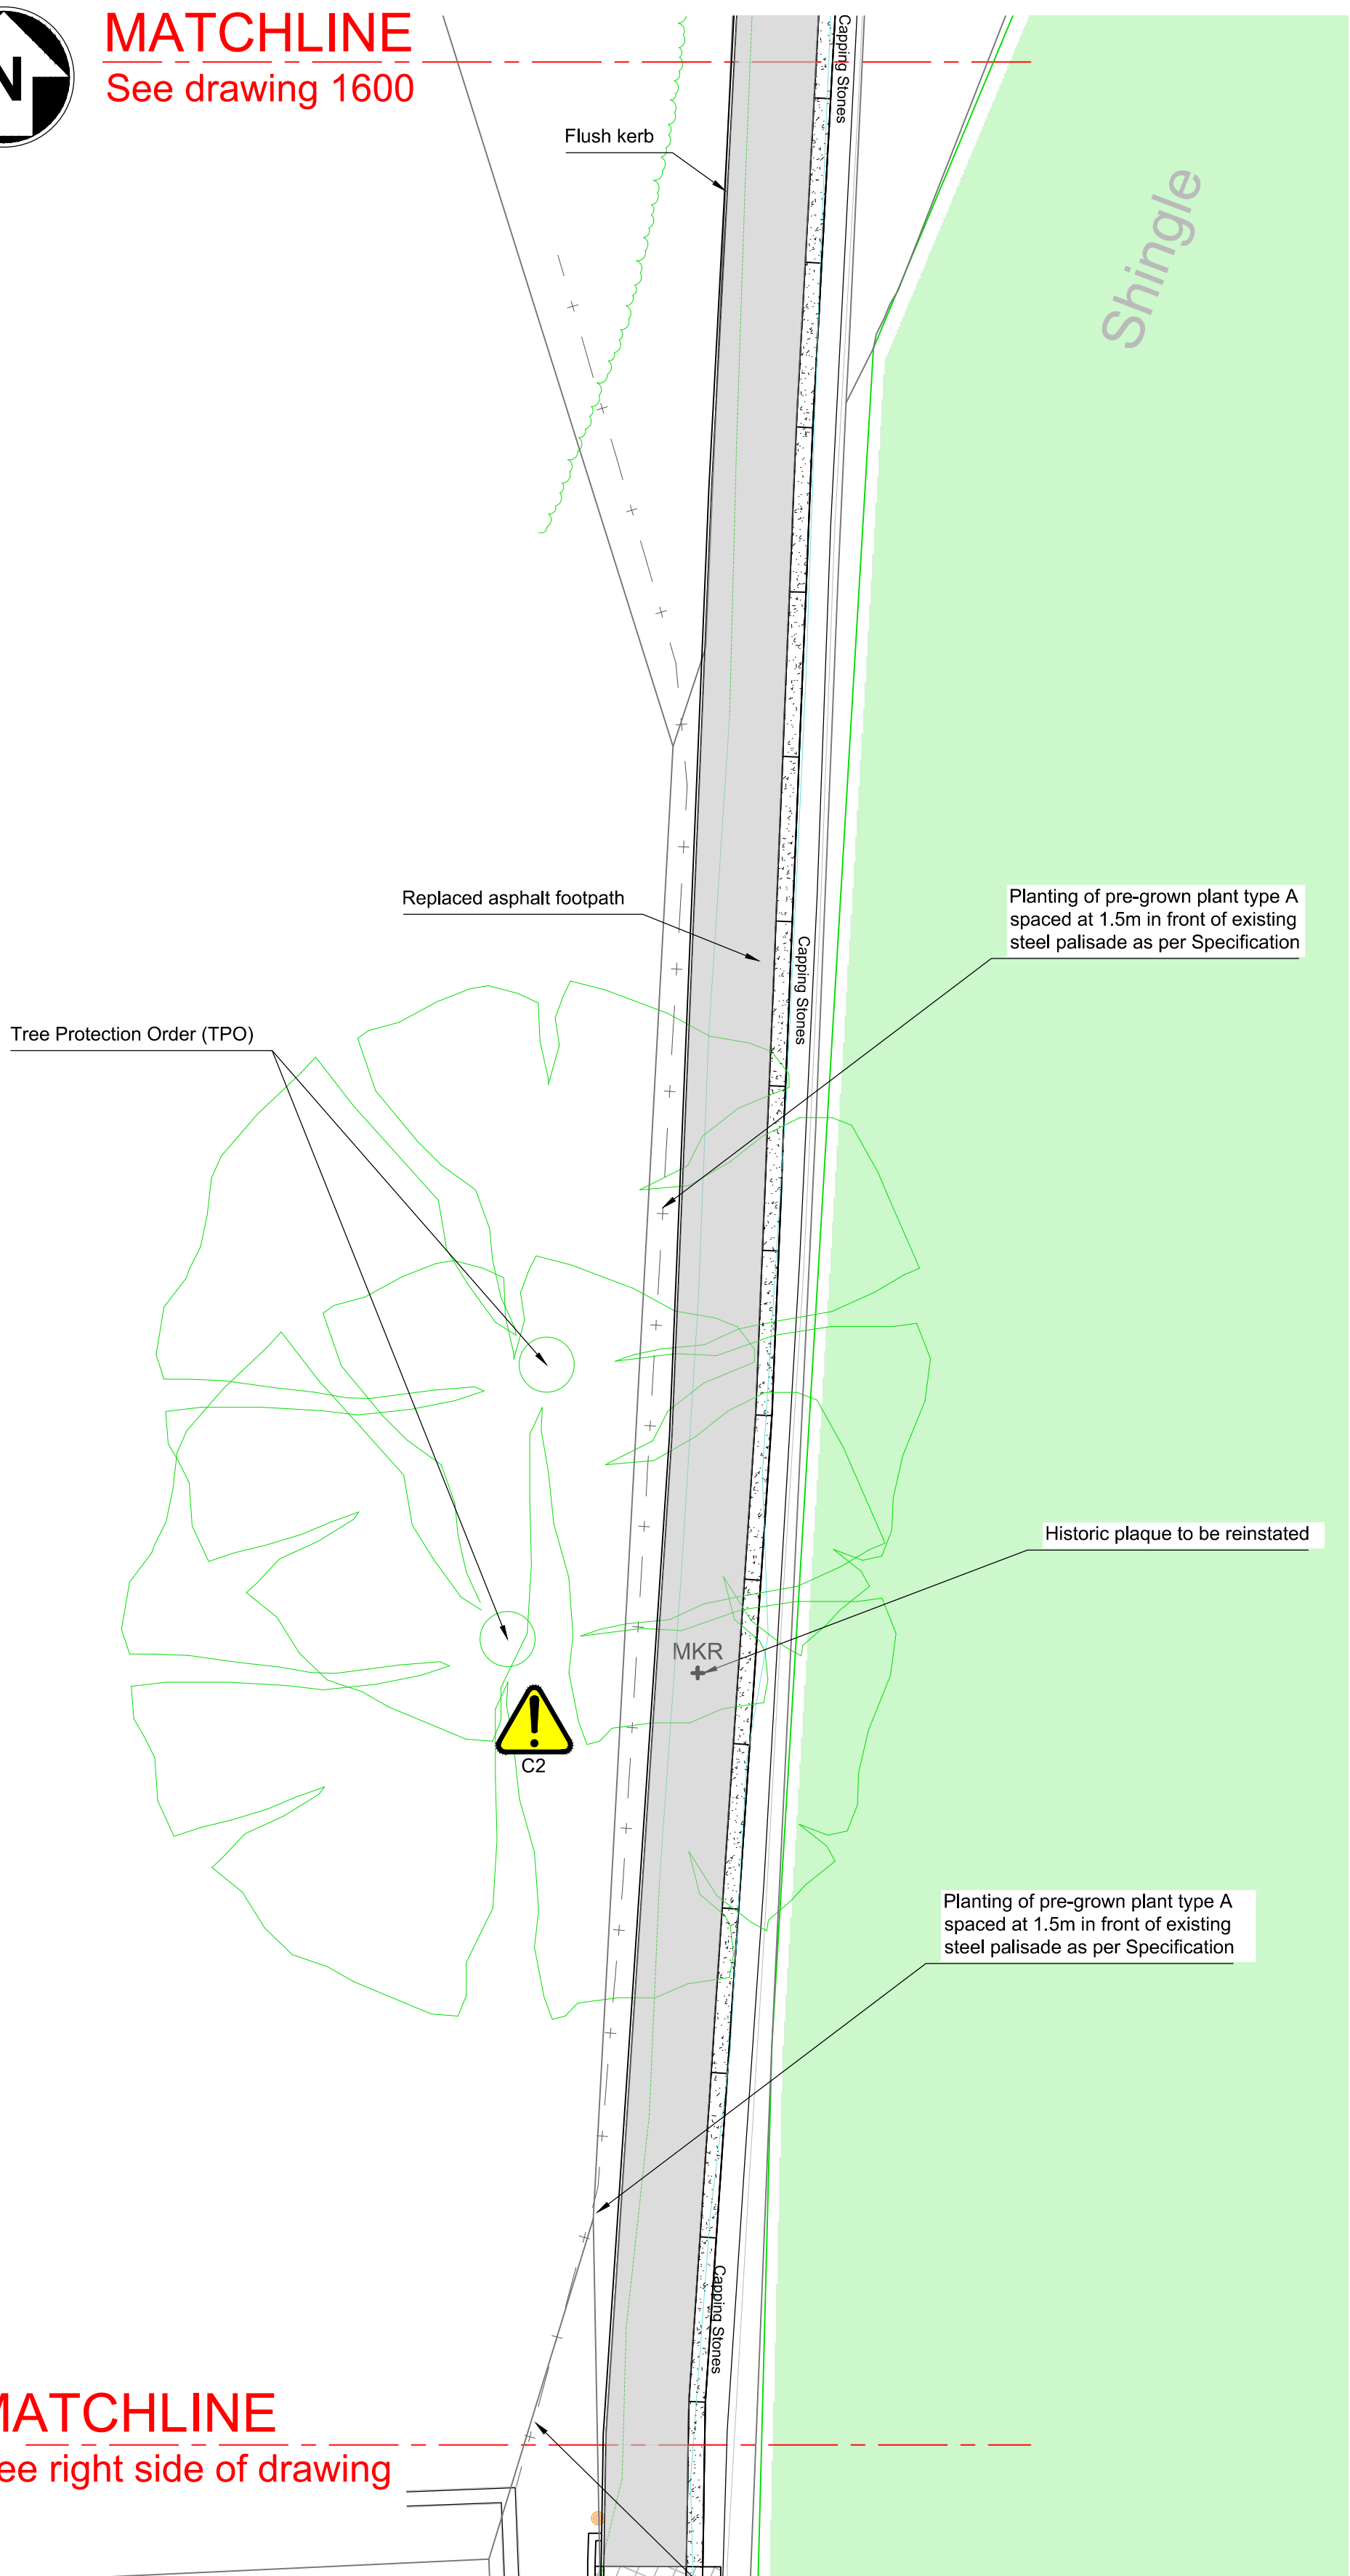 N
MATCHLINE
See drawing 1600
Capping Stones
Flush kerb
Shingle
Replaced asphalt footpath
Planting of pre-grown plant type A
spaced at 1.5m in front of existing
steel palisade as per Specification
Capping Stones
Tree Protection Order (TPO)
Historic plaque to be reinstated
MKR
C2
Planting of pre-grown plant type A
spaced at 1.5m in front of existing
steel palisade as per Specification
Capping Stones
MATCHLINE
ee right side of drawing